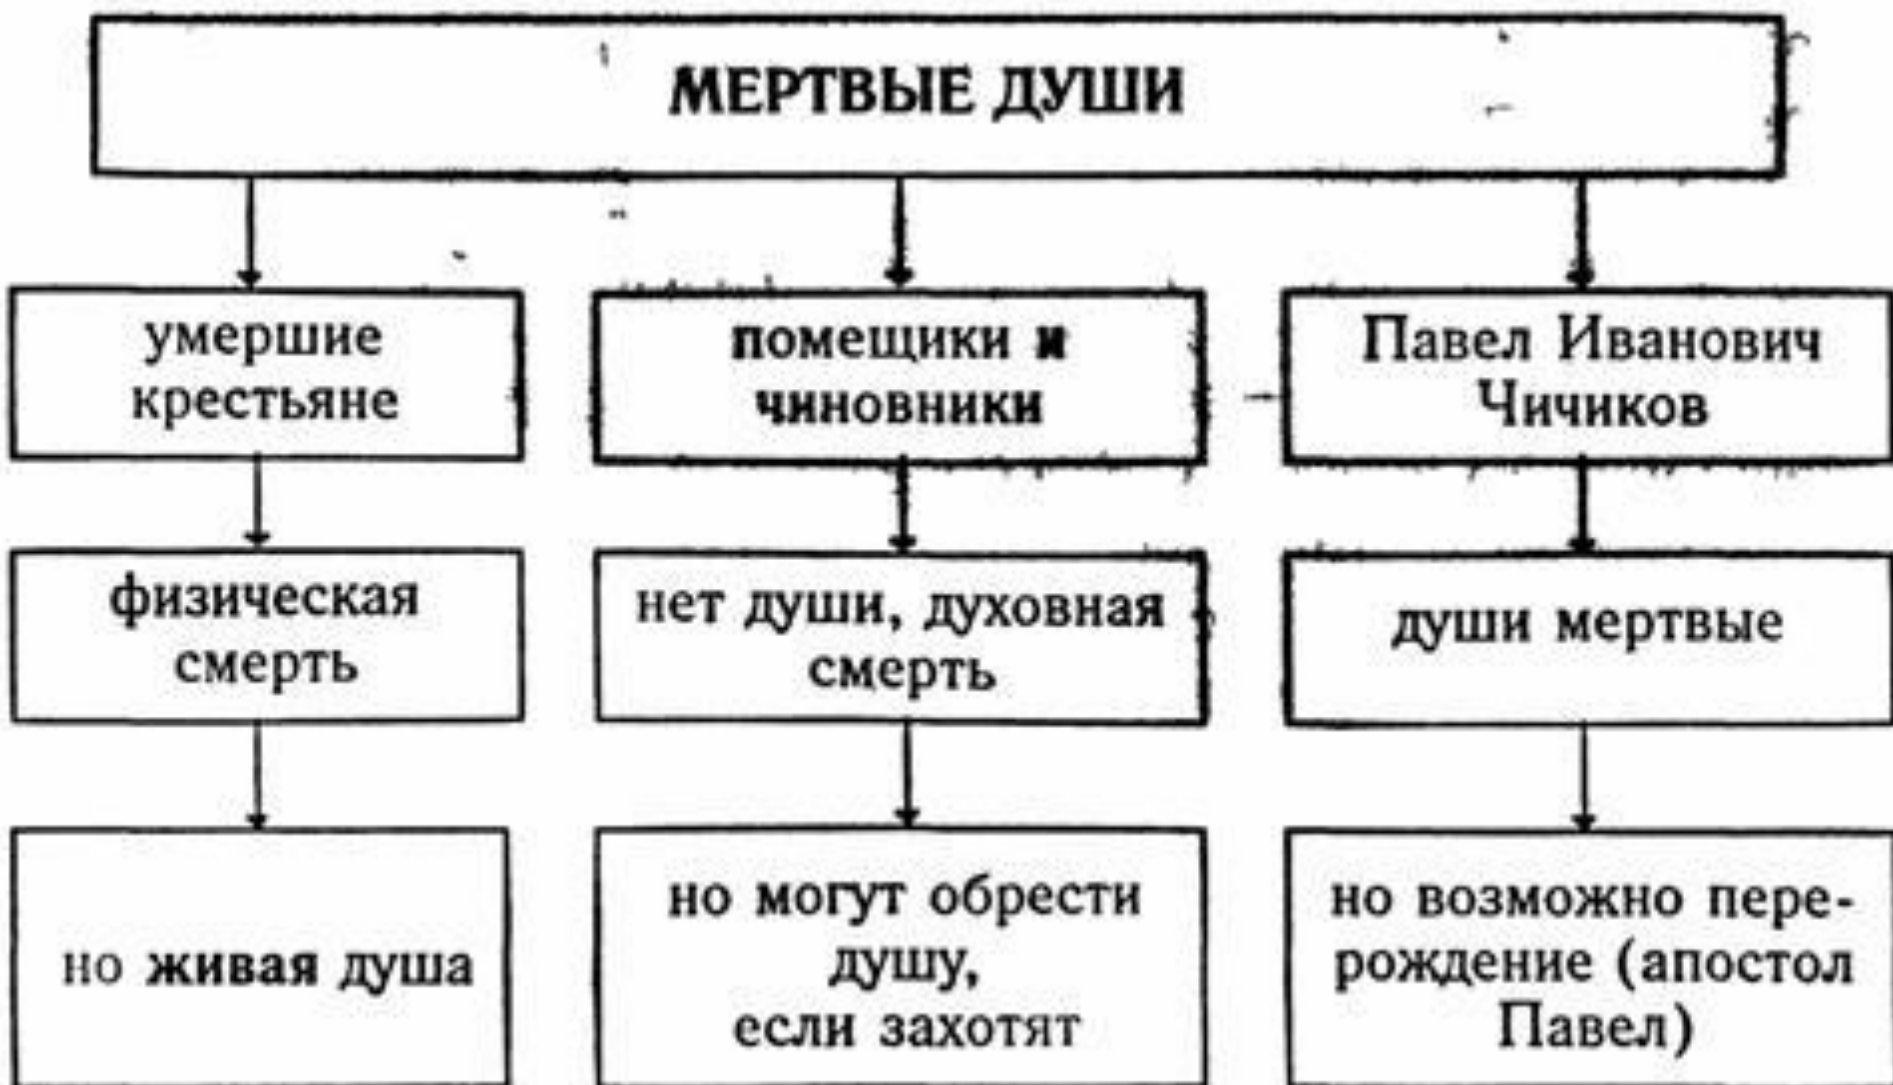 МЕРТВЫЕ ДУШИ
умершие
крестьяне
помещики и
чиновники
Павел Иванович
Чичиков
физическая
смерть
нет души, духовная
смерть
души мертвые
но живая душа
но могут обрести
душу,
если захотят
но возможно пере-
рождение (апостол
Павел)